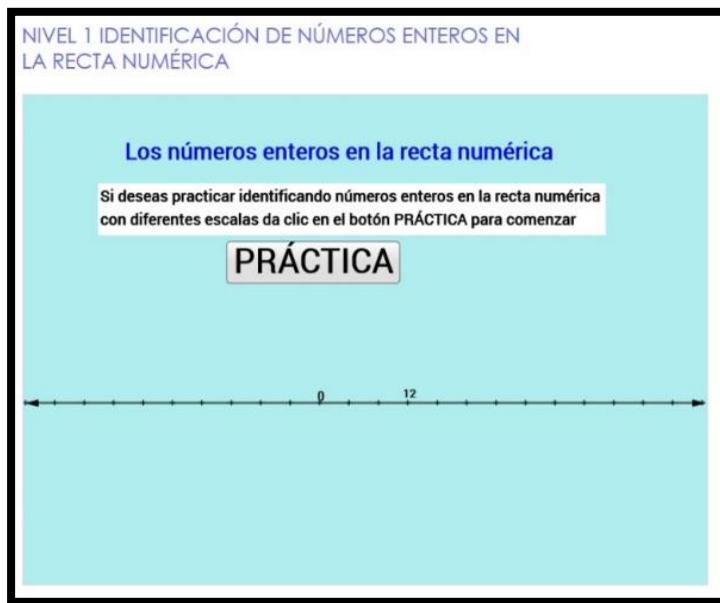 NIVEL 1 IDENTIFICACIÓN DE NÚMEROS ENTEROS EN
LA RECTA NUMÉRICA
Los números enteros en la recta numérica
Si deseas practicar identificando números enteros en la recta numérica
con diferentes escalas da clic en el botón PRÁCTICA para comenzar
PRÁCTICA
0 12